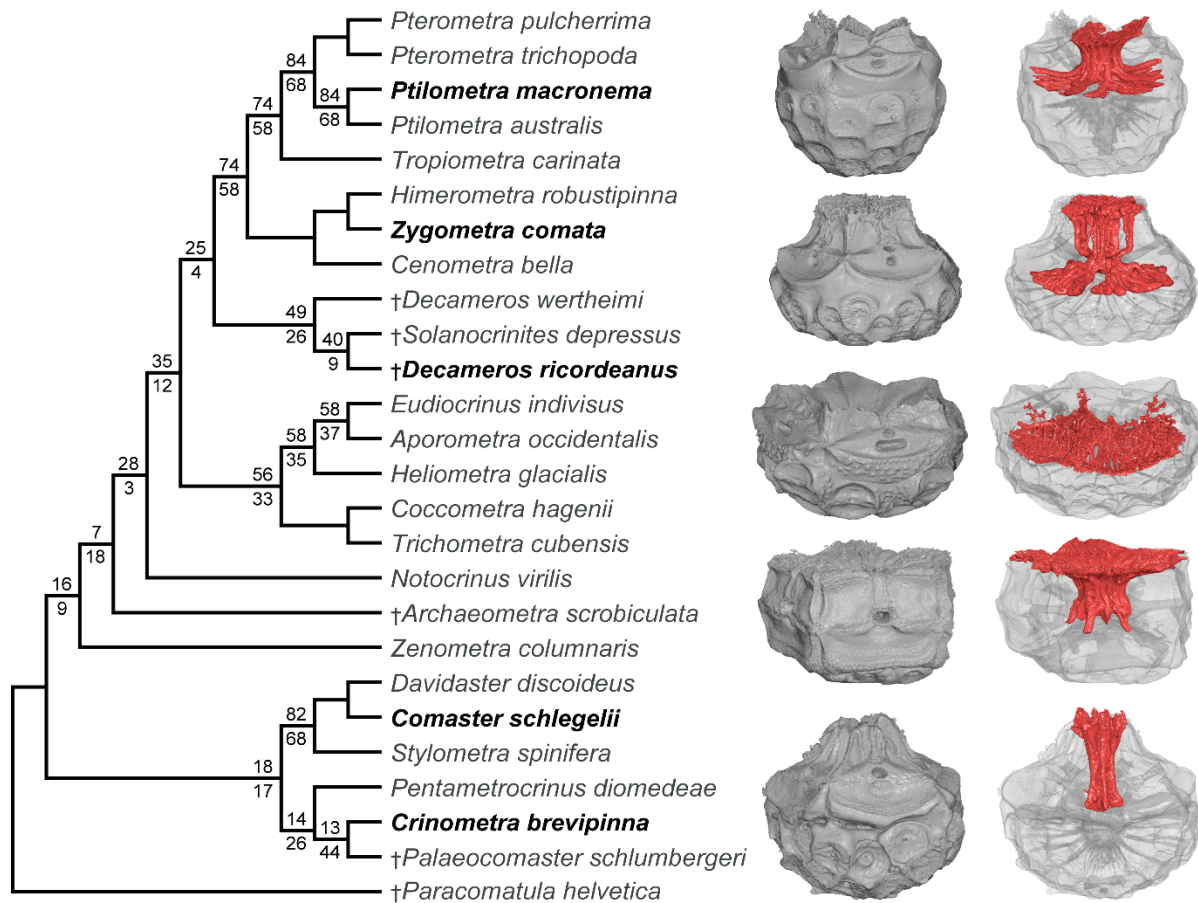 Pterometra pulcherrima
Pterometra trichopoda
84
68
Ptilometra macronema
84
68
Ptilometra australis
74
58
Tropiometra carinata
74
58
Himerometra robustipinna
Zygometra comata
25
4
Cenometra bella
†Decameros wertheimi
49
26
†Solanocrinites depressus
40
9
†Decameros ricordeanus
35
12
Eudiocrinus indivisus
58
37
Aporometra occidentalis
58
35
Heliometra glacialis
56
33
28
3
Coccometra hagenii
Trichometra cubensis
7
18
Notocrinus virilis
16
9
†Archaeometra scrobiculata
Zenometra columnaris
Davidaster discoideus
Comaster schlegelii
82
68
Stylometra spinifera
18
17
Pentametrocrinus diomedeae
14
26
Crinometra brevipinna
13
44
†Palaeocomaster schlumbergeri
†Paracomatula helvetica